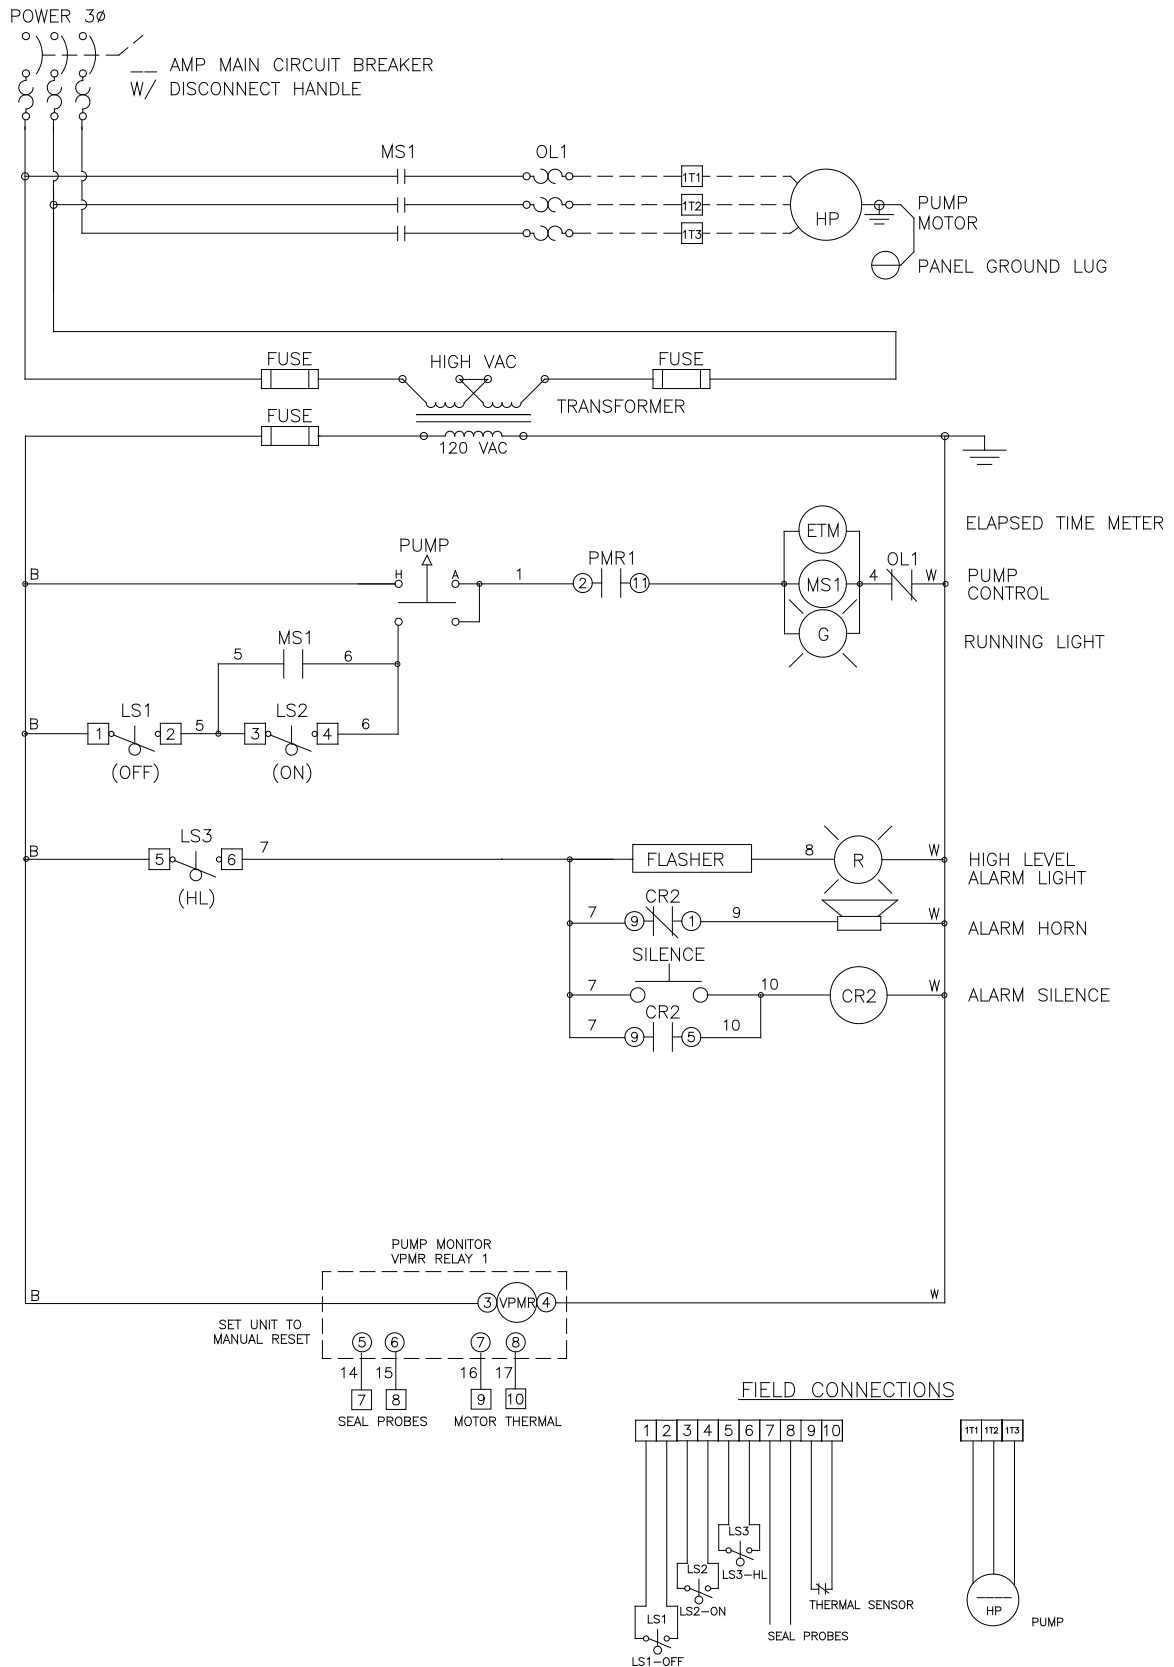 POWER 3ø
__ AMP MAIN CIRCUIT BREAKER
W/ DISCONNECT HANDLE
MS1
OL1
1T1
1T2
1T3
HP
PUMP
MOTOR
PANEL GROUND LUG
FUSE
HIGH VAC
FUSE
TRANSFORMER
FUSE
120 VAC
ELAPSED TIME METER
ETM
PUMP
B
H
A
1
PMR1
2
11
MS1
4
OL1
W
PUMP
CONTROL
G
RUNNING LIGHT
MS1
5
6
B
LS1
1
2
5
LS2
3
4
6
(OFF)
(ON)
B
LS3
5
6
7
(HL)
FLASHER
8
R
W
HIGH LEVEL
ALARM LIGHT
7
CR2
9
1
9
W
ALARM HORN
SILENCE
7
10
CR2
W
ALARM SILENCE
7
CR2
9
5
10
PUMP MONITOR
VPMR RELAY 1
B
3
VPMR
4
W
SET UNIT TO
MANUAL RESET
5
6
7
8
14
15
16
17
7
8
9
10
SEAL PROBES
MOTOR THERMAL
FIELD CONNECTIONS
1 2 3 4 5 6 7 8 9 10
1T1 1T2 1T3
LS3
LS3-HL
LS2
LS2-ON
LS1
LS1-OFF
THERMAL SENSOR
SEAL PROBES
____
HP
PUMP